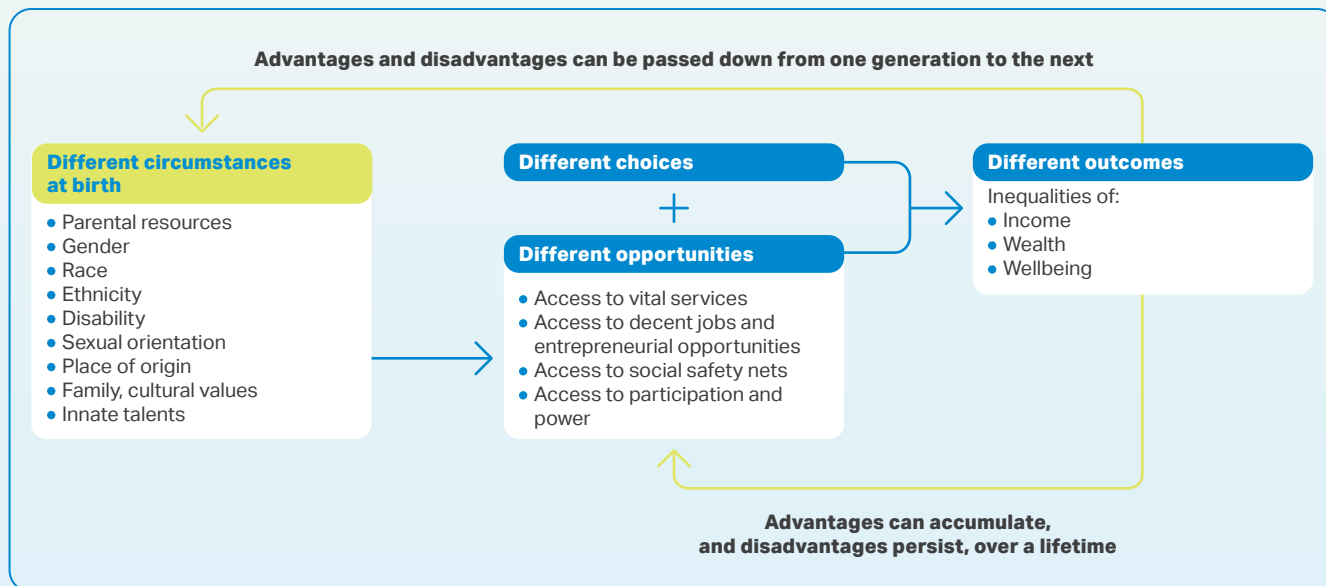 Advantages and disadvantages can be passed down from one generation to the next
Different circumstances
at birth
• Parental resources
• Gender
• Race
• Ethnicity
• Disability
• Sexual orientation
• Place of origin
• Family, cultural values
• Innate talents
Different choices
+
Different opportunities
• Access to vital services
• Access to decent jobs and
entrepreneurial opportunities
• Access to social safety nets
• Access to participation and
power
Different outcomes
Inequalities of:
• Income
• Wealth
• Wellbeing
Advantages can accumulate,
and disadvantages persist, over a lifetime